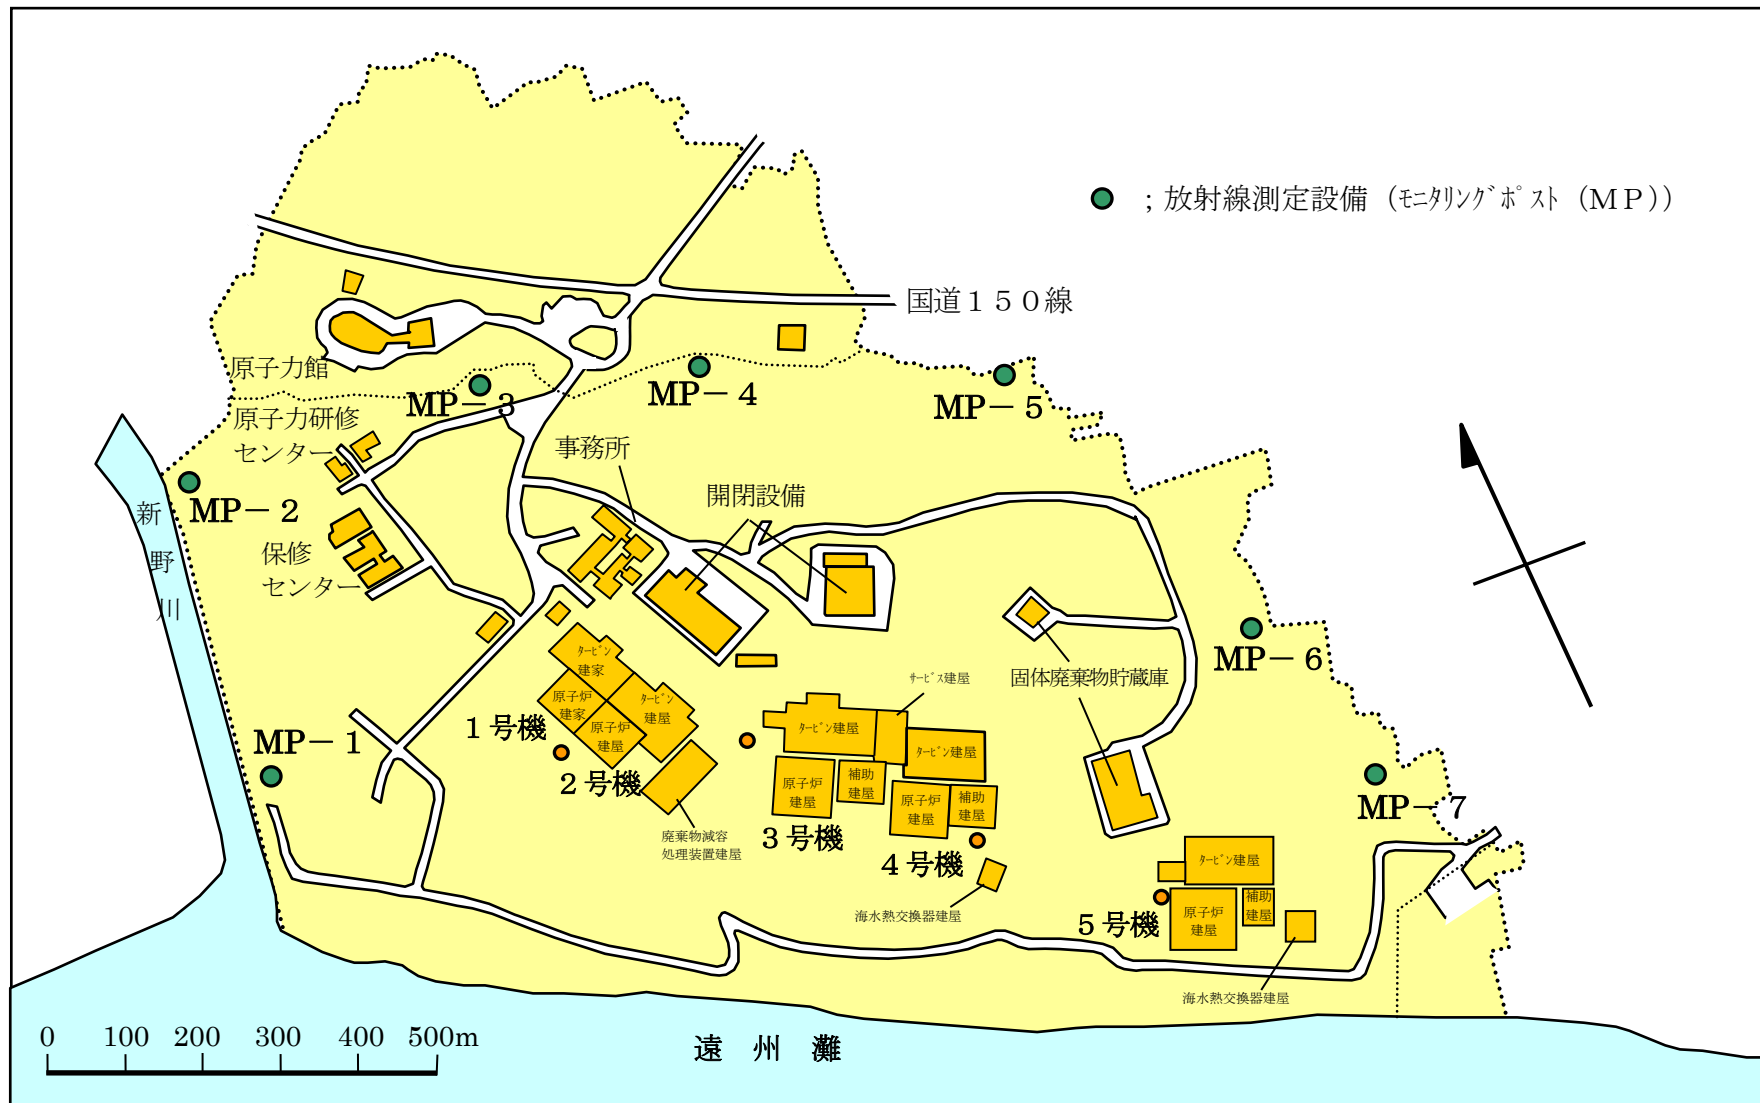 ；放射線測定設備（ﾓﾆﾀﾘﾝｸﾞﾎﾟｽﾄ（ＭＰ））
国道１５０線
原子力館
MP－3
MP－4
MP－5
原子力研修
センター
事務所
開閉設備
MP－2
新
野
川
保修
センター
MP－6
固体廃棄物貯蔵庫
ﾀｰﾋﾞﾝ
建家
原子炉
建家
ﾀｰﾋﾞﾝ
建屋
原子炉
建屋
１号機
２号機
廃棄物減容
処理装置建屋
ｻｰﾋﾞｽ建屋
ﾀｰﾋﾞﾝ建屋
ﾀｰﾋﾞﾝ建屋
原子炉
建屋
補助
建屋
原子炉
建屋
補助
建屋
３号機
４号機
海水熱交換器建屋
MP－1
MP－7
ﾀｰﾋﾞﾝ建屋
原子炉
建屋
補助
建屋
５号機
海水熱交換器建屋
0 100 200 300 400 500m
遠州灘